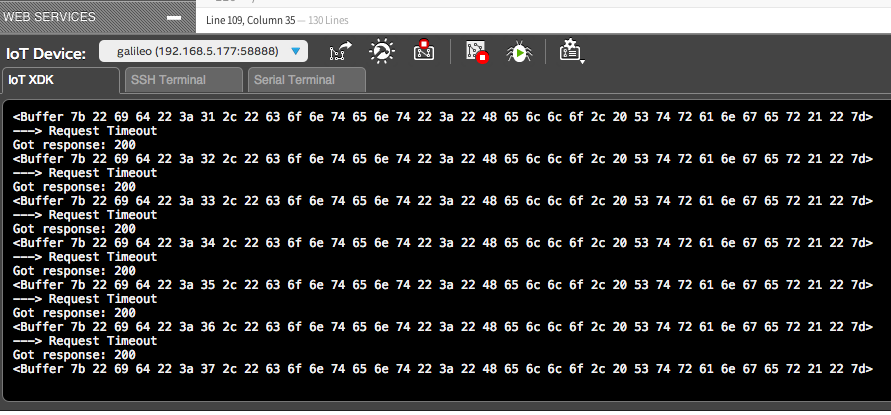 WEB SERVICES
Line 109, Column 35 — 130 Lines
IoT Device: galileo (192.168.5.177:58888)
IoT XDK SSH Terminal Serial Terminal
<Buffer 7b 22 69 64 22 3a 31 2c 22 63 6f 6e 74 65 6e 74 22 3a 22 48 65 6c 6c 6f 2c 20 53 74 72 61 6e 67 65 72 21 22 7d>
---> Request Timeout
Got response: 200
<Buffer 7b 22 69 64 22 3a 32 2c 22 63 6f 6e 74 65 6e 74 22 3a 22 48 65 6c 6c 6f 2c 20 53 74 72 61 6e 67 65 72 21 22 7d>
---> Request Timeout
Got response: 200
<Buffer 7b 22 69 64 22 3a 33 2c 22 63 6f 6e 74 65 6e 74 22 3a 22 48 65 6c 6c 6f 2c 20 53 74 72 61 6e 67 65 72 21 22 7d>
---> Request Timeout
Got response: 200
<Buffer 7b 22 69 64 22 3a 34 2c 22 63 6f 6e 74 65 6e 74 22 3a 22 48 65 6c 6c 6f 2c 20 53 74 72 61 6e 67 65 72 21 22 7d>
---> Request Timeout
Got response: 200
<Buffer 7b 22 69 64 22 3a 35 2c 22 63 6f 6e 74 65 6e 74 22 3a 22 48 65 6c 6c 6f 2c 20 53 74 72 61 6e 67 65 72 21 22 7d>
---> Request Timeout
Got response: 200
<Buffer 7b 22 69 64 22 3a 36 2c 22 63 6f 6e 74 65 6e 74 22 3a 22 48 65 6c 6c 6f 2c 20 53 74 72 61 6e 67 65 72 21 22 7d>
---> Request Timeout
Got response: 200
<Buffer 7b 22 69 64 22 3a 37 2c 22 63 6f 6e 74 65 6e 74 22 3a 22 48 65 6c 6c 6f 2c 20 53 74 72 61 6e 67 65 72 21 22 7d>